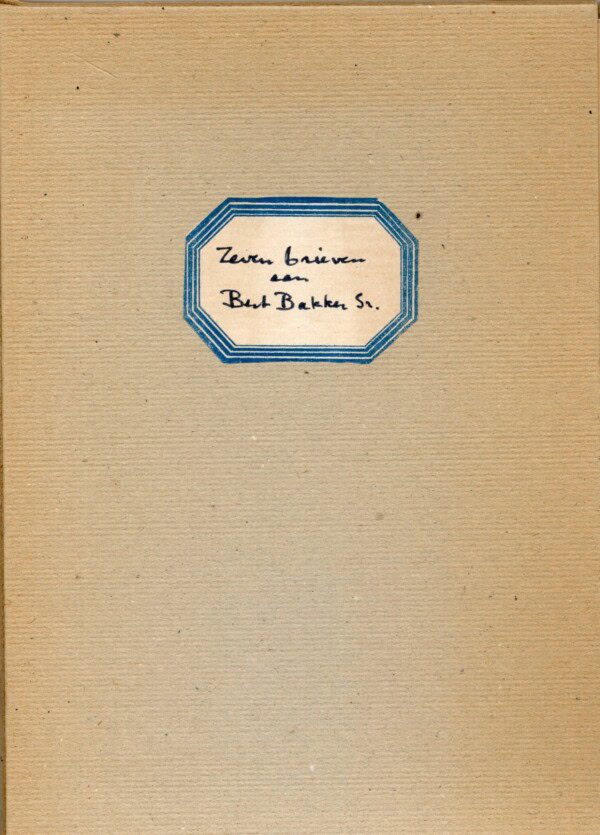 Zeven brieven
aan
Bert Bakker Sr.